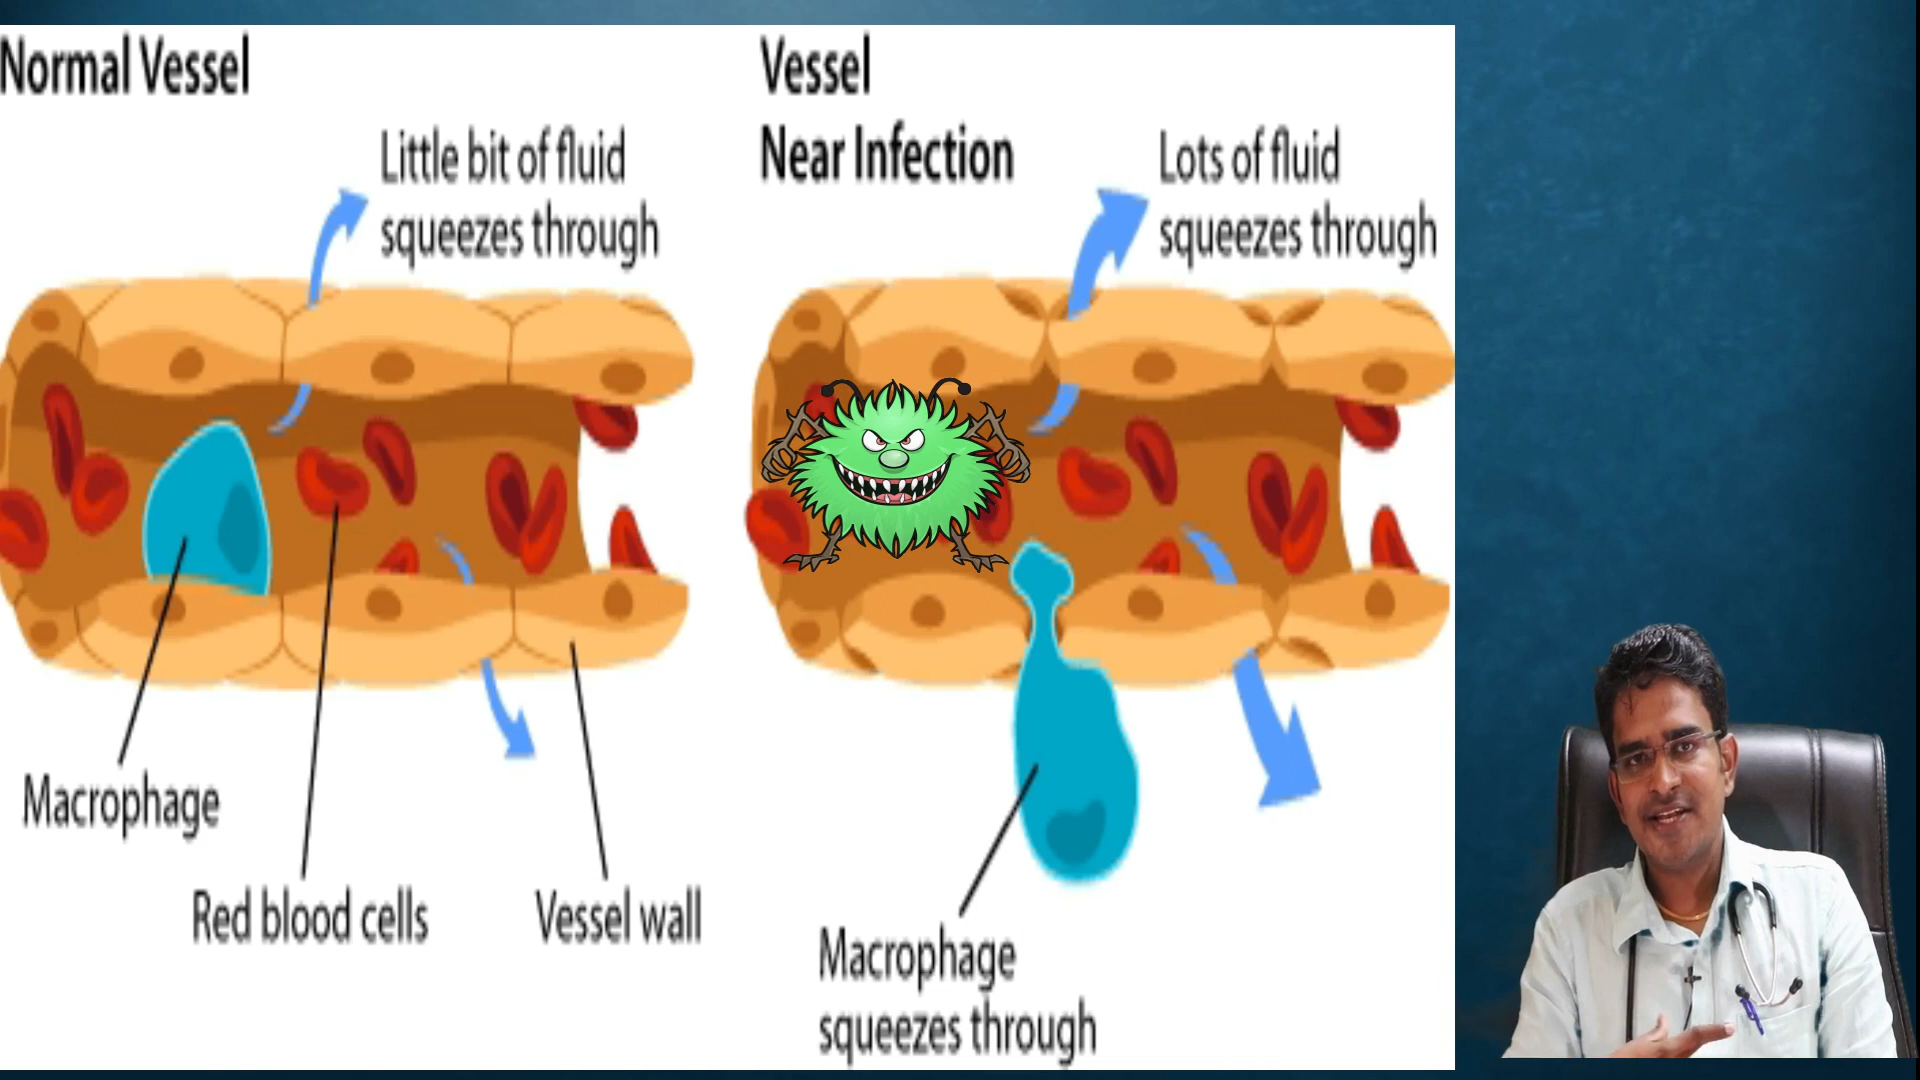 Normal Vessel
Little bit of fluid
squeezes through
Macrophage
Red blood cells
Vessel wall
Vessel
Near Infection
Lots of fluid
squeezes through
Macrophage
squeezes through